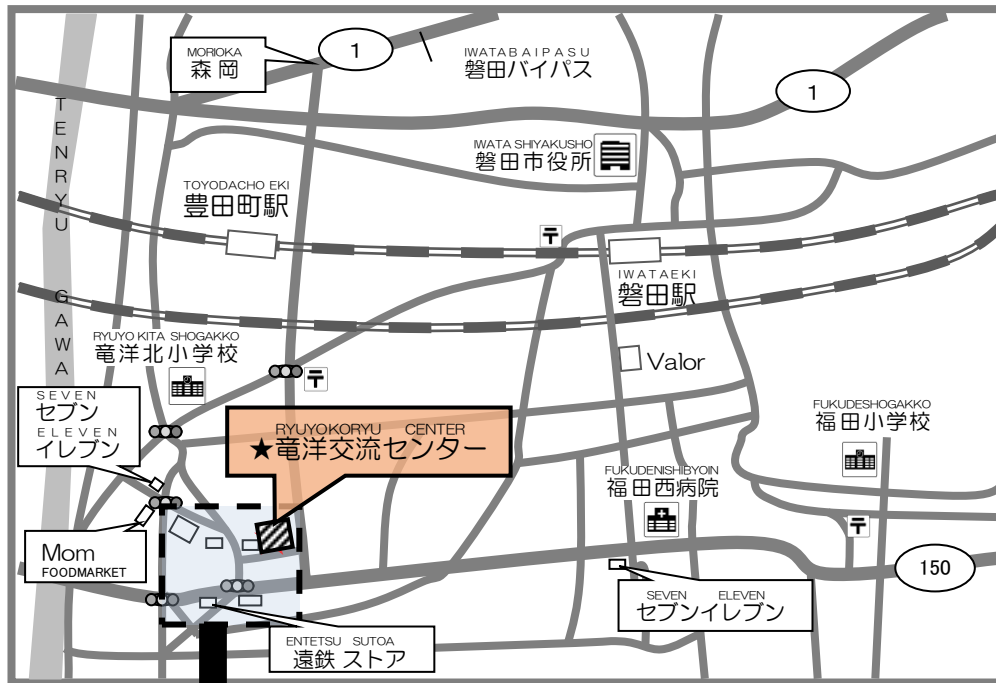 MORIOKA
森岡
1
IWATABAIPASU
磐田バイパス
1
TENRYU GAWA
IWATA SHIYAKUSHO
磐田市役所
TOYODACHO EKI
豊田町駅
〒
IWATAEKI
磐田駅
RYUYO KITA SHOGAKKO
竜洋北小学校
〒
Valor
SEVEN
セブン
ELEVEN
イレブン
RYUYOKORYU CENTER
★竜洋交流センター
FUKUDESHOGAKKO
福田小学校
FUKUDENISHIBYOIN
福田西病院
〒
Mom
FOODMARKET
150
SEVEN ELEVEN
セブンイレブン
ENTETSU SUTOA
遠鉄 ストア